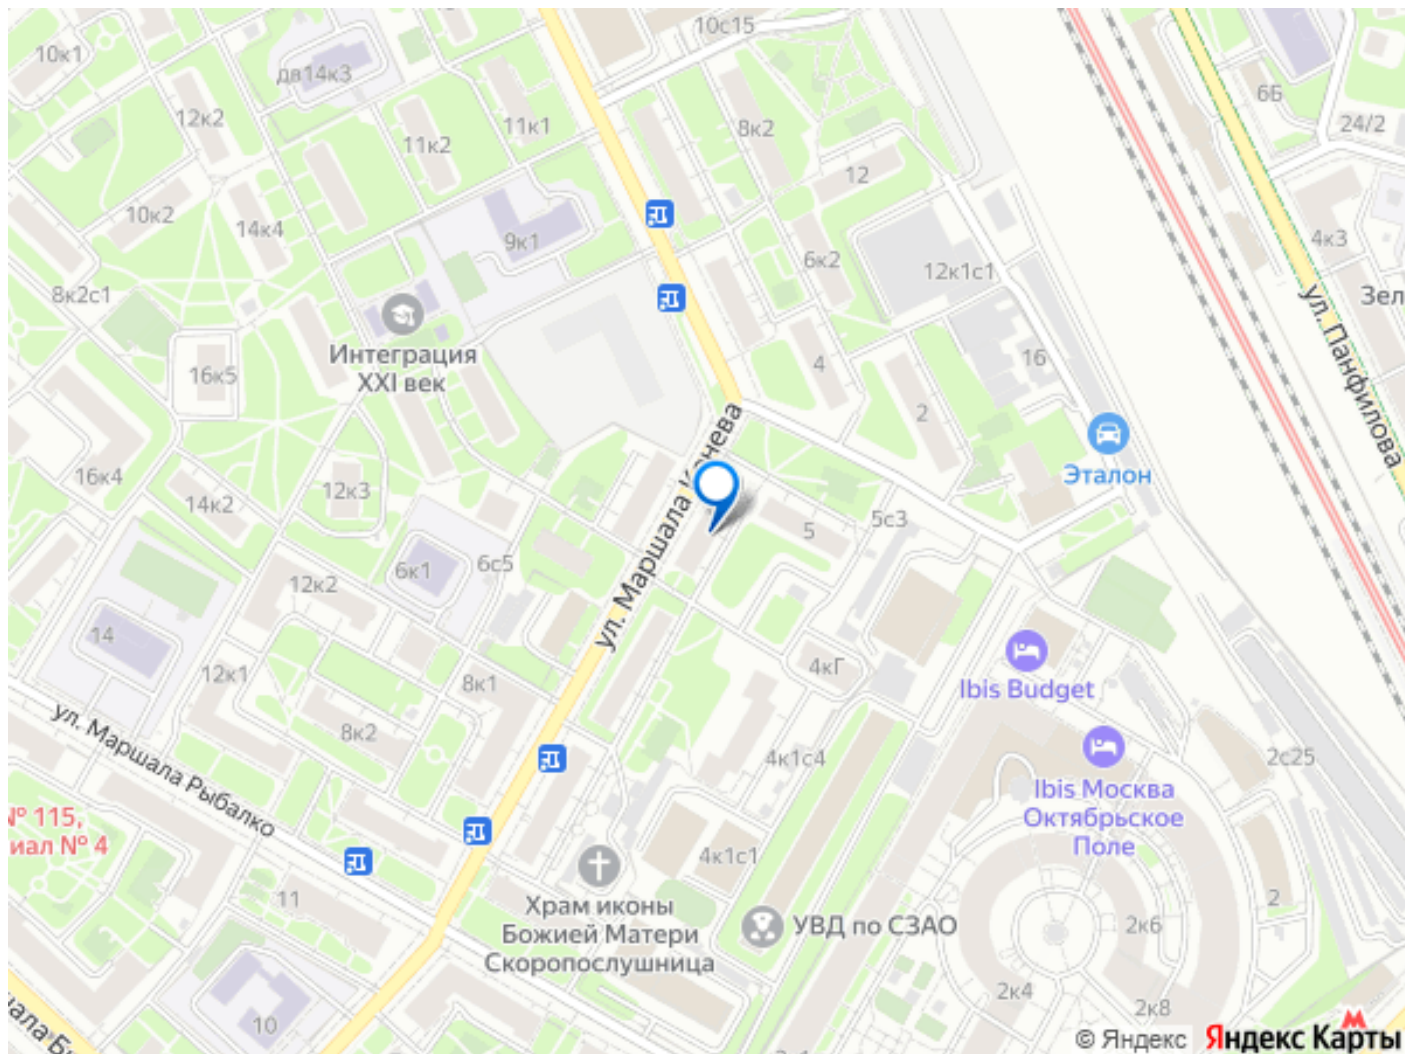 10с15
10к1
дв14к3
6Б
12к2
11к1
8к2
24/2
11к2
12
10к2
14к4
9к1
4к3
6к2
12к1с1
8к2с1
Зел
ул. Панфилова
Интеграция
XXI век
16
4
16к5
2
ул. Маршала Конева
Эталон
16к4
12к3
14к2
5с3
5
6с5
6к1
12к2
14
4кГ
12к1
8к1
Ibis Budget
ул. Маршала Рыбалко
8к2
4к1с4
2с25
Ibis Москва
Октябрьское
Поле
№ 115,
иал № 4
4к1с1
11
Храм иконы
Божией Матери
Скоропослушница
УВД по СЗАО
2
2к6
2к4
2к8
10
© Яндекс
Яндекс Карты